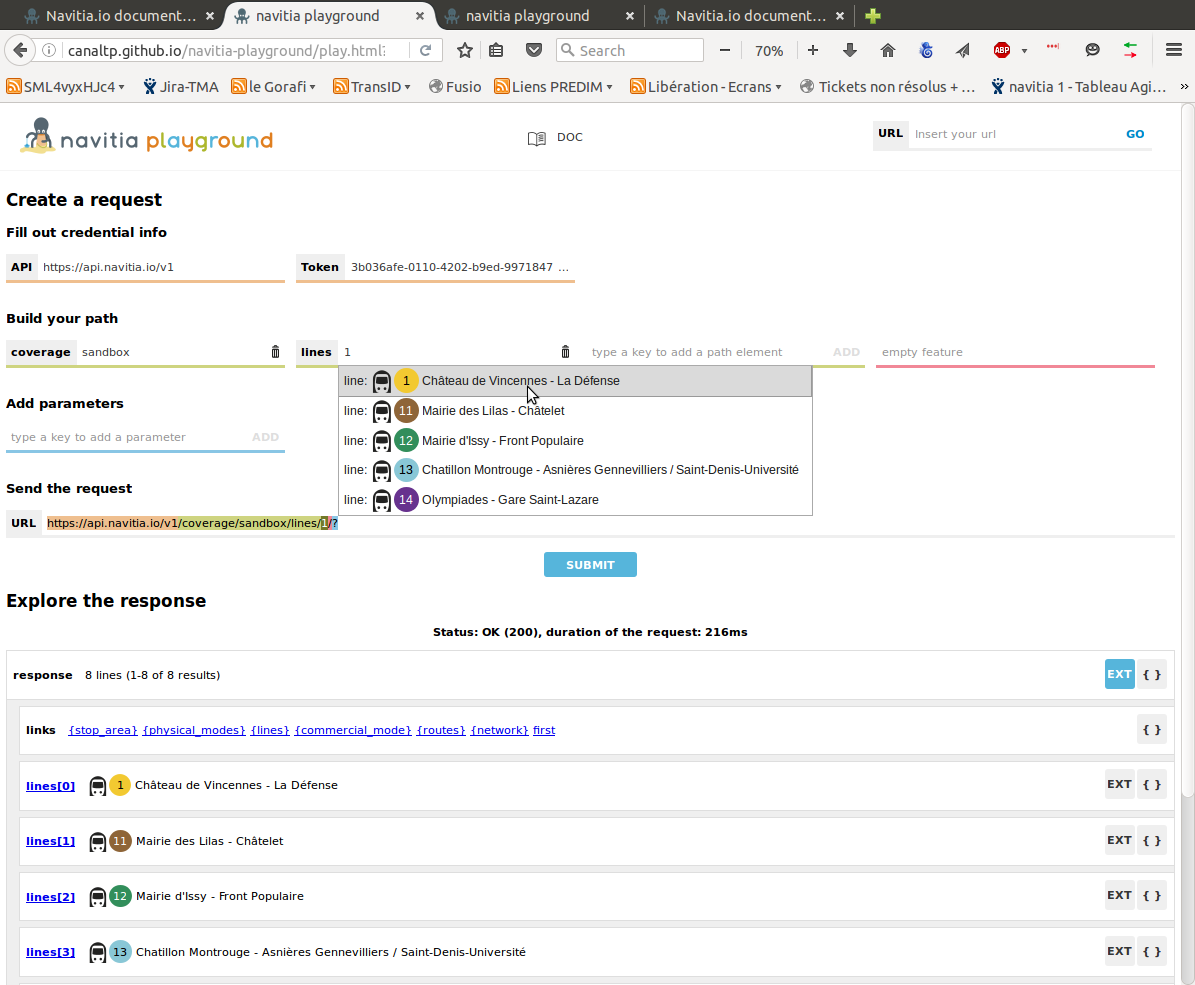 Navitia.io document... ×
navitia playground ×
navitia playground ×
Navitia.io document... ×
canaltp.github.io/navitia-playground/play.html?
Search
70%
ABP
SML4vyxHJc4
Jira-TMA
le Gorafi
TransID
Fusio
Liens PREDIM
Libération - Ecrans
Tickets non résolus + ...
navitia 1 - Tableau Agi...
»
navitia playground
DOC
URL Insert your url GO
Create a request
Fill out credential info
API https://api.navitia.io/v1
Token 3b036afe-0110-4202-b9ed-9971847 ...
Build your path
coverage sandbox
lines 1
type a key to add a path element ADD
empty feature
line: 1 Château de Vincennes - La Défense
line: 11 Mairie des Lilas - Châtelet
line: 12 Mairie d'Issy - Front Populaire
line: 13 Chatillon Montrouge - Asnières Gennevilliers / Saint-Denis-Université
line: 14 Olympiades - Gare Saint-Lazare
Add parameters
type a key to add a parameter ADD
Send the request
URL https://api.navitia.io/v1/coverage/sandbox/lines/1/?
SUBMIT
Explore the response
Status: OK (200), duration of the request: 216ms
response 8 lines (1-8 of 8 results) EXT { }
links {stop_area} {physical_modes} {lines} {commercial_mode} {routes} {network} first { }
lines[0] 1 Château de Vincennes - La Défense EXT { }
lines[1] 11 Mairie des Lilas - Châtelet EXT { }
lines[2] 12 Mairie d'Issy - Front Populaire EXT { }
lines[3] 13 Chatillon Montrouge - Asnières Gennevilliers / Saint-Denis-Université EXT { }